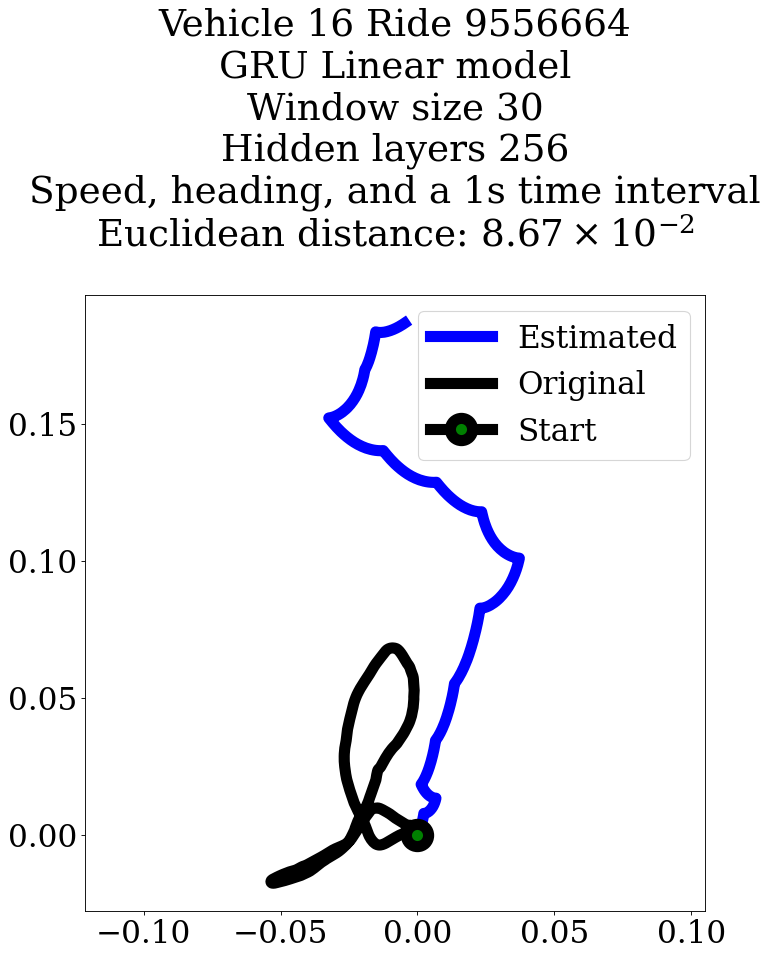 Vehicle 16 Ride 9556664
GRU Linear model
Window size 30
Hidden layers 256
Speed, heading, and a 1s time interval
Euclidean distance: 8.67 × 10⁻²
Estimated
Original
Start
0.15
0.10
0.05
0.00
−0.10 −0.05 0.00 0.05 0.10